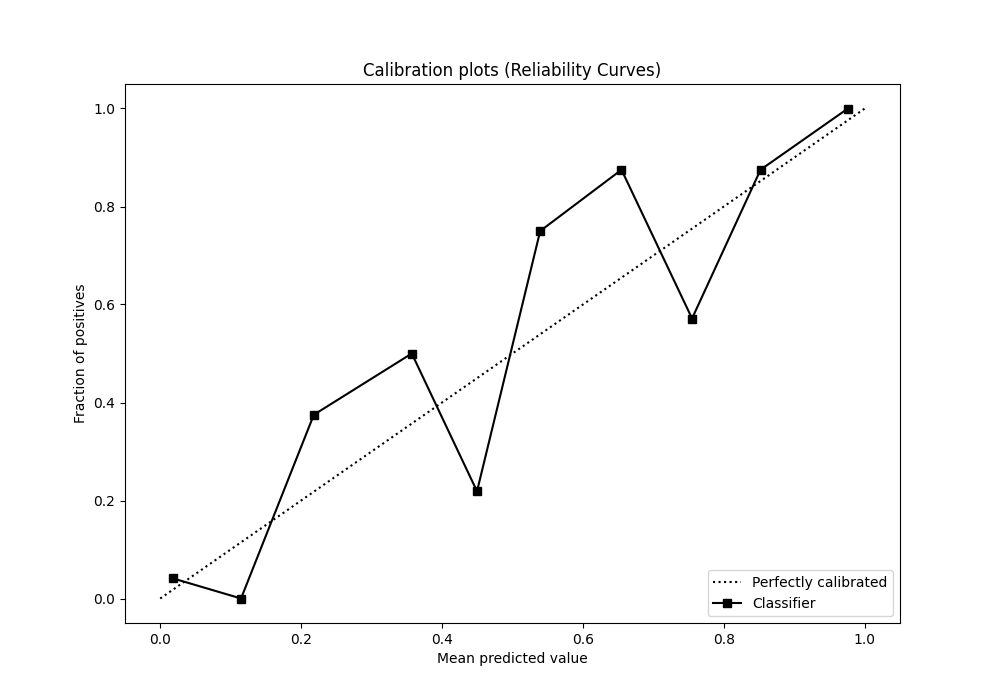 Calibration plots (Reliability Curves)
1.0
0.8
0.6
0.4
0.2
0.0
Fraction of positives
0.0 0.2 0.4 0.6 0.8 1.0
Mean predicted value
Perfectly calibrated
Classifier